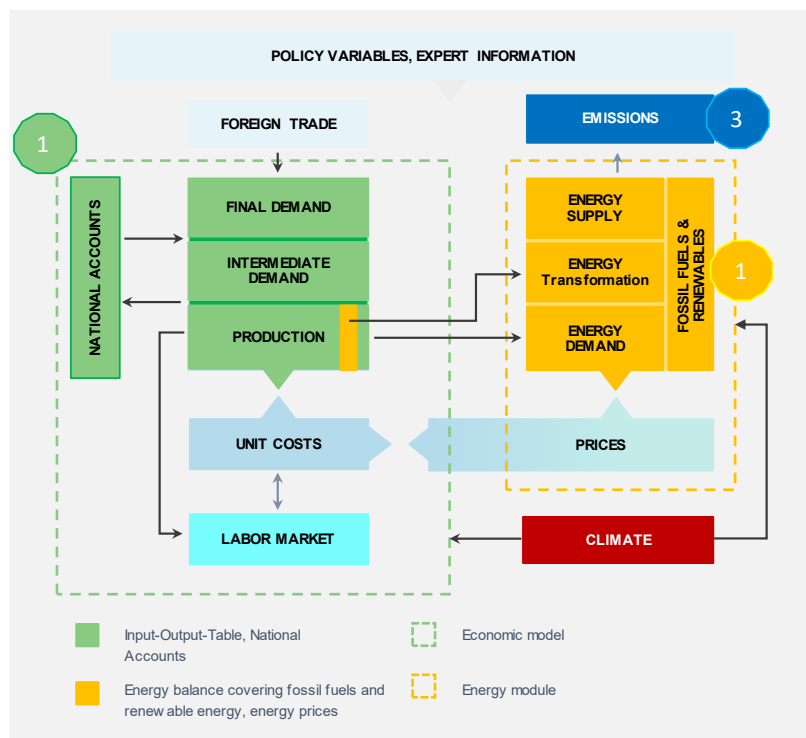 POLICY VARIABLES, EXPERT INFORMATION
FOREIGN TRADE
EMISSIONS
3
1
NATIONAL ACCOUNTS
FINAL DEMAND
INTERMEDIATE
DEMAND
PRODUCTION
ENERGY
SUPPLY
ENERGY
Transformation
ENERGY
DEMAND
FOSSIL FUELS &
RENEWABLES
1
UNIT COSTS
PRICES
LABOR MARKET
CLIMATE
Input-Output-Table, National
Accounts
Economic model
Energy balance covering fossil fuels and
renewable energy, energy prices
Energy module